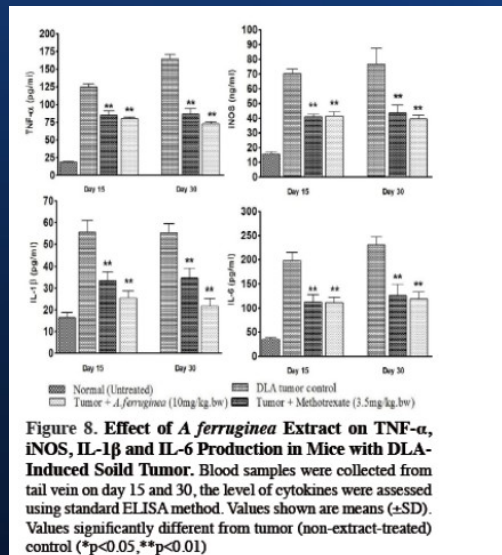 200
175
150
125
100
75
50
25
0
TNF-α (pg/ml)
**
**
**
**
Day 15
Day 30
100
90
80
70
60
50
40
30
20
10
0
INOS (ng/ml)
**
**
**
**
Day 15
Day 30
70
60
50
40
30
20
10
0
IL-1β (pg/ml)
**
**
**
**
Day 15
Day 30
300
250
200
150
100
50
0
IL-6 (pg/ml)
**
**
**
**
Day 15
Day 30
Normal (Untreated)
DLA tumor control
Tumor + A.ferruginea (10mg/kg.bw)
Tumor + Methotrexate (3.5mg/kg.bw)
Figure 8. Effect of A ferruginea Extract on TNF-α,
iNOS, IL-1β and IL-6 Production in Mice with DLA-
Induced Soild Tumor. Blood samples were collected from
tail vein on day 15 and 30, the level of cytokines were assessed
using standard ELISA method. Values shown are means (±SD).
Values significantly different from tumor (non-extract-treated)
control (*p<0.05,**p<0.01)